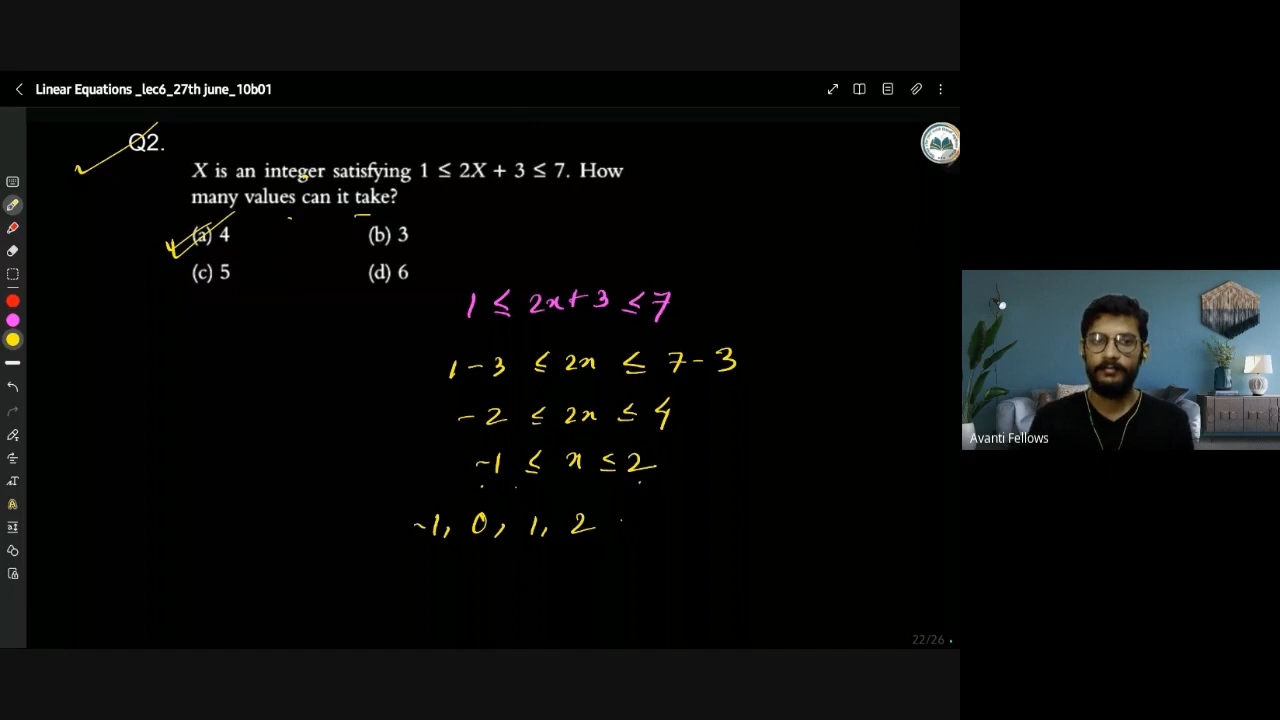 Linear Equations _lec6_27th june_10b01
Q2.
X is an integer satisfying 1 ≤ 2X + 3 ≤ 7. How
many values can it take?
(a) 4 (b) 3
(c) 5 (d) 6
1 ≤ 2x+3 ≤ 7
1-3 ≤ 2x ≤ 7-3
-2 ≤ 2x ≤ 4
-1 ≤ x ≤ 2
-1, 0, 1, 2
22/26
Avanti Fellows